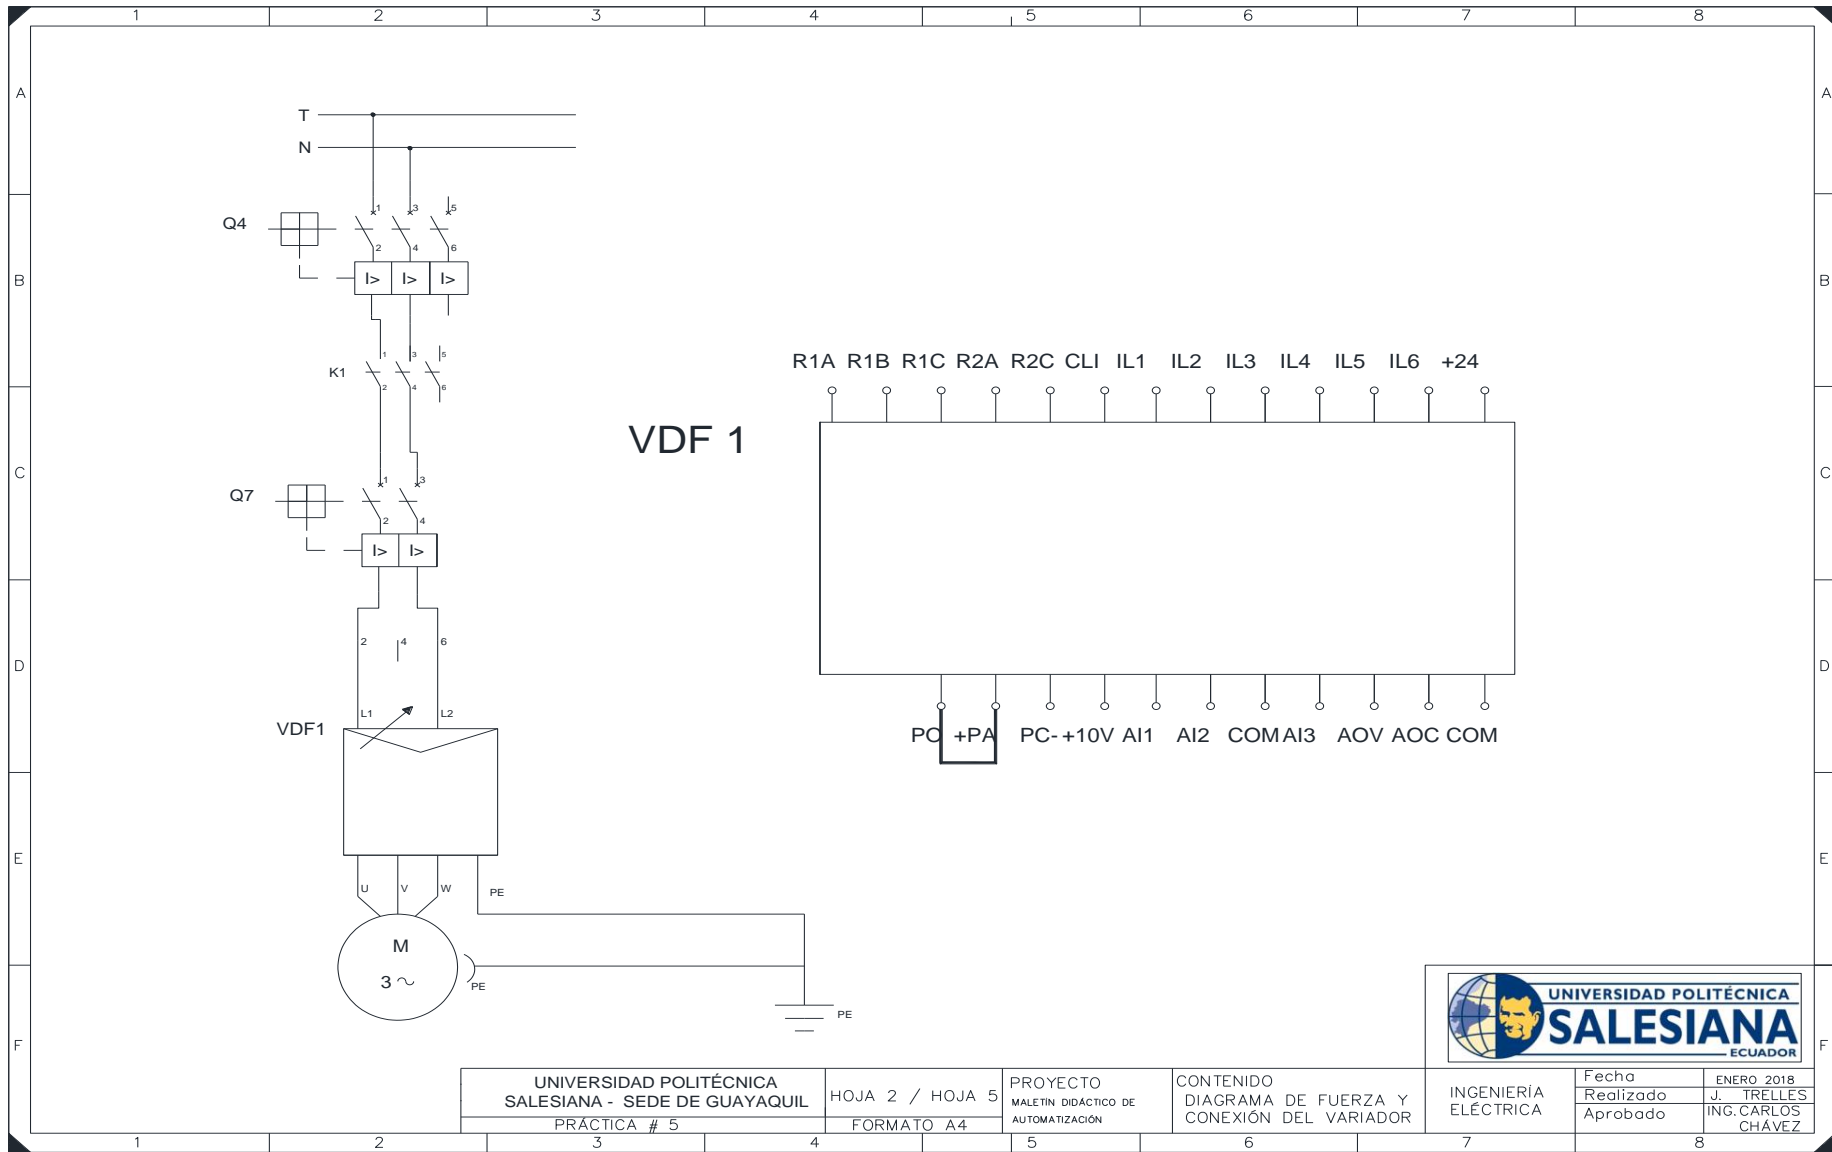 1 2 3 4 5 6 7 8
A A
T
N
1 3 5
Q4
2 4 6
B I> I> I> B
1 3 5
K1
2 4 6
R1A R1B R1C R2A R2C CLI IL1 IL2 IL3 IL4 IL5 IL6 +24
VDF 1
C C
1 3
Q7
2 4
I> I>
2 4 6
D D
L1 L2
VDF1
PO +PA PC- +10V AI1 AI2 COM AI3 AOV AOC COM
E E
U V W PE
M
3 ~
PE
PE
F F
UNIVERSIDAD POLITÉCNICA
SALESIANA
ECUADOR
UNIVERSIDAD POLITÉCNICA
SALESIANA - SEDE DE GUAYAQUIL
PRÁCTICA # 5
HOJA 2 / HOJA 5
FORMATO A4
PROYECTO
MALETÍN DIDÁCTICO DE
AUTOMATIZACIÓN
CONTENIDO
DIAGRAMA DE FUERZA Y
CONEXIÓN DEL VARIADOR
INGENIERÍA
ELÉCTRICA
Fecha ENERO 2018
Realizado J. TRELLES
Aprobado ING. CARLOS
CHÁVEZ
1 2 3 4 5 6 7 8